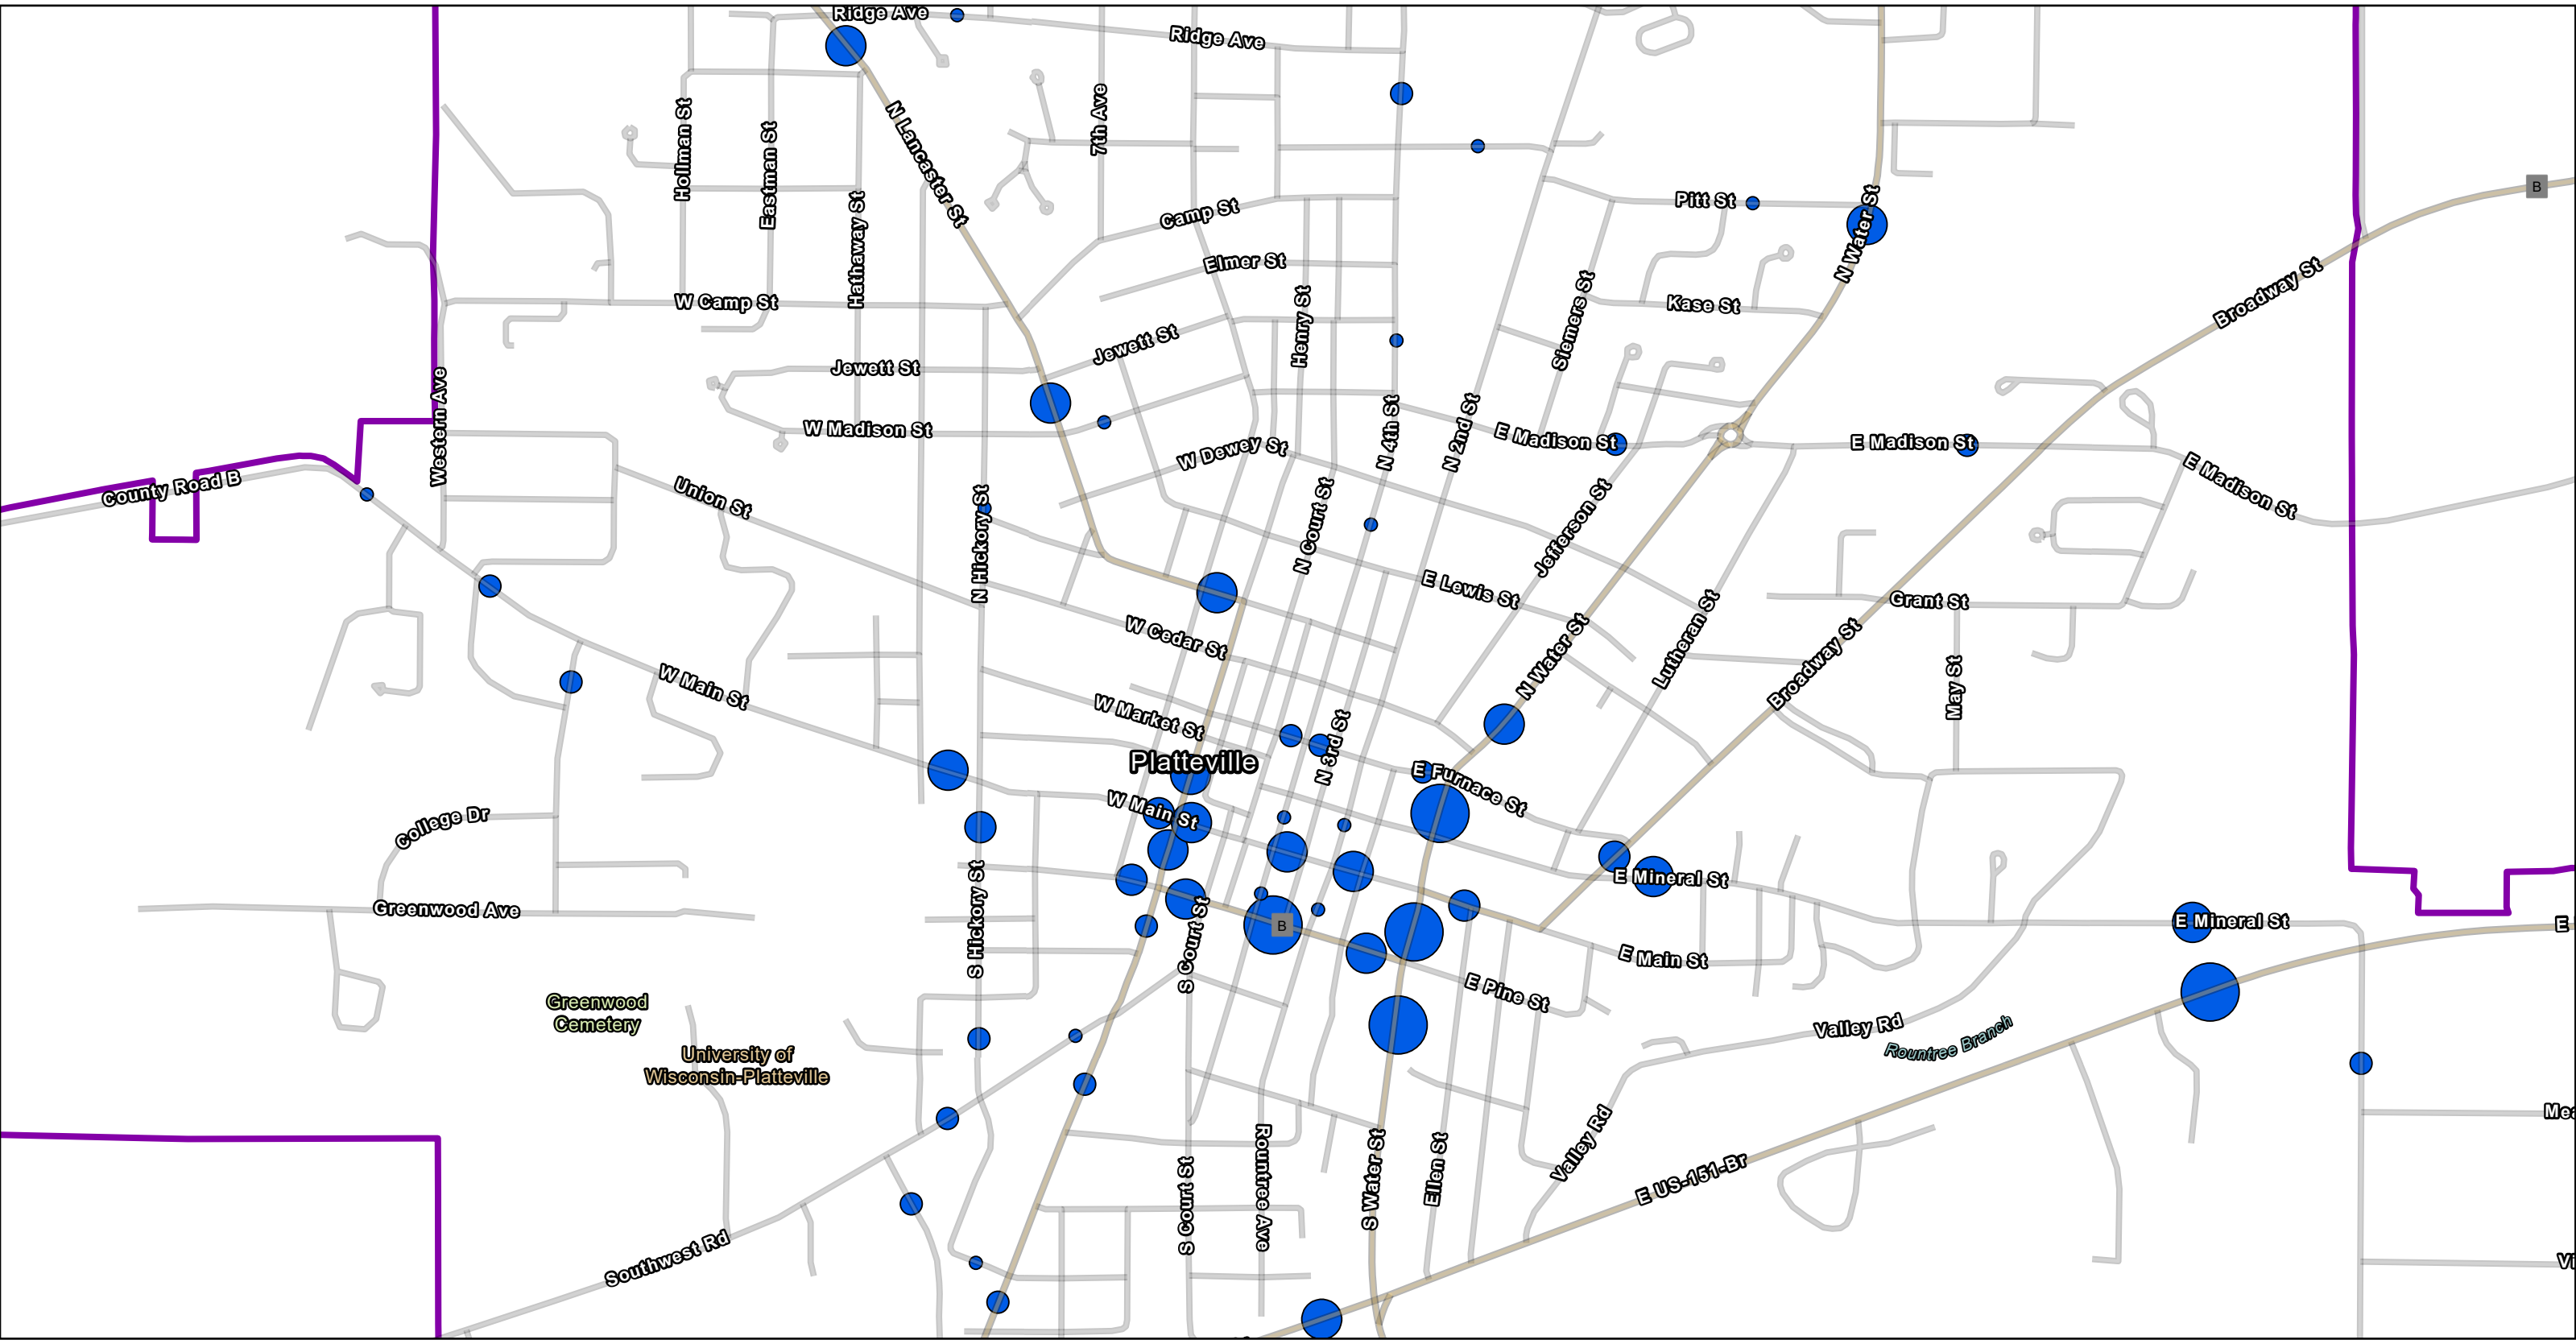 Ridge Ave
Ridge Ave
N Lancaster St
7th Ave
Hollman St
Eastman St
Hathaway St
Camp St
Pitt St
N Water St
B
Elmer St
W Camp St
Henry St
Siemers St
Kase St
Broadway St
Jewett St
Jewett St
Western Ave
W Madison St
W Dewey St
N 4th St
N 2nd St
E Madison St
E Madison St
E Madison St
County Road B
Union St
N Hickory St
N Court St
Jefferson St
E Lewis St
Grant St
W Cedar St
N Water St
Lutheran St
Broadway St
May St
W Main St
W Market St
N 3rd St
Platteville
E Furnace St
W Main St
College Dr
E Mineral St
Greenwood Ave
S Hickory St
S Court St
B
E Mineral St
E
E Main St
E Pine St
Greenwood
Cemetery
University of
Wisconsin-Platteville
Valley Rd
Rountree Branch
Valley Rd
Rountree Ave
S Water St
Ellen St
S Court St
E US-151-Br
Southwest Rd